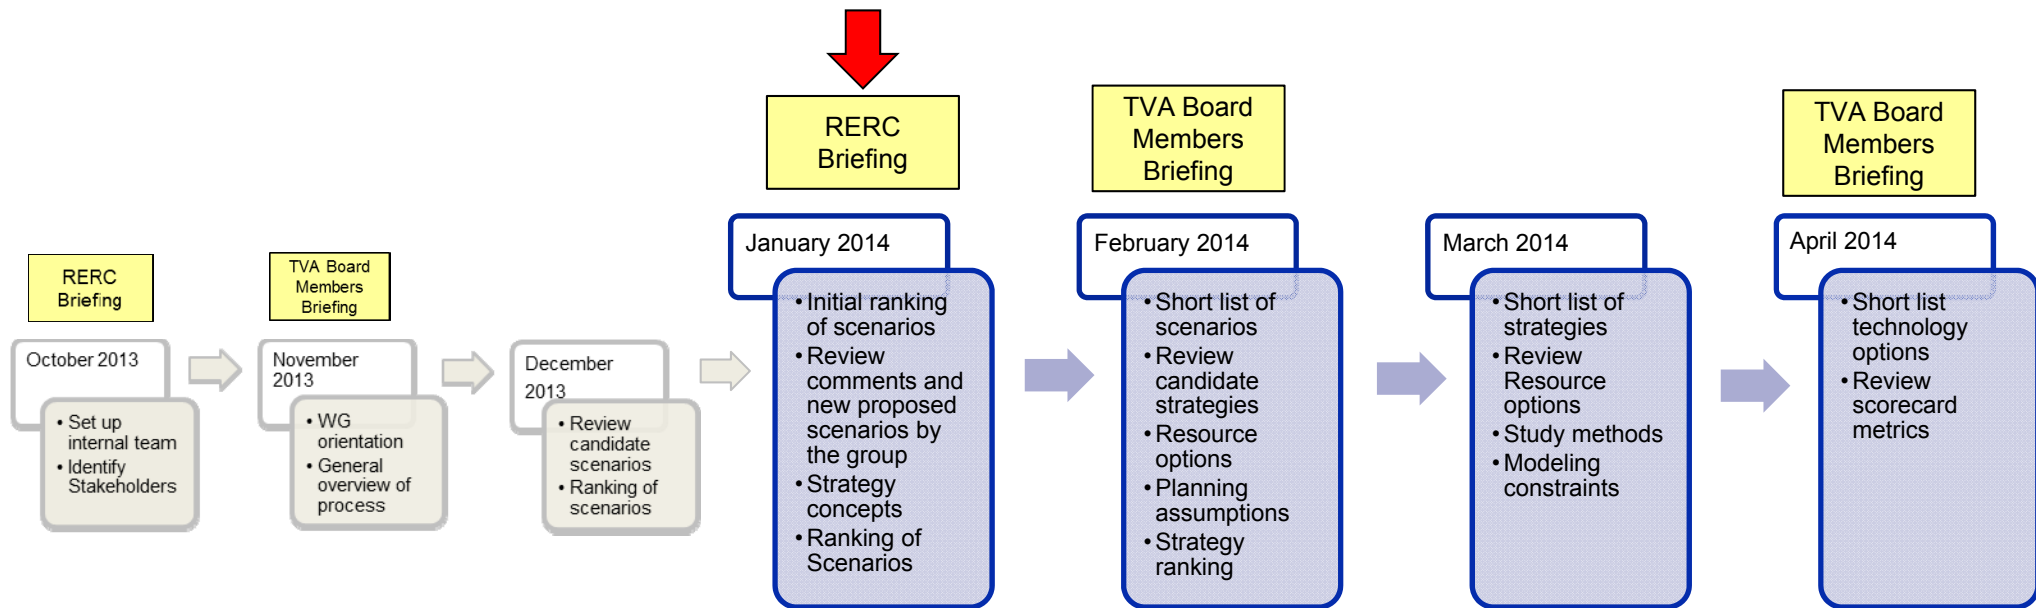 RERC
Briefing
October 2013
• Set up
internal team
• Identify
Stakeholders
TVA Board
Members
Briefing
November
2013
• WG
orientation
• General
overview of
process
December
2013
• Review
candidate
scenarios
• Ranking of
scenarios
RERC
Briefing
January 2014
• Initial ranking
of scenarios
• Review
comments and
new proposed
scenarios by
the group
• Strategy
concepts
• Ranking of
Scenarios
TVA Board
Members
Briefing
February 2014
• Short list of
scenarios
• Review
candidate
strategies
• Resource
options
• Planning
assumptions
• Strategy
ranking
March 2014
• Short list of
strategies
• Review
Resource
options
• Study methods
• Modeling
constraints
TVA Board
Members
Briefing
April 2014
• Short list
technology
options
• Review
scorecard
metrics